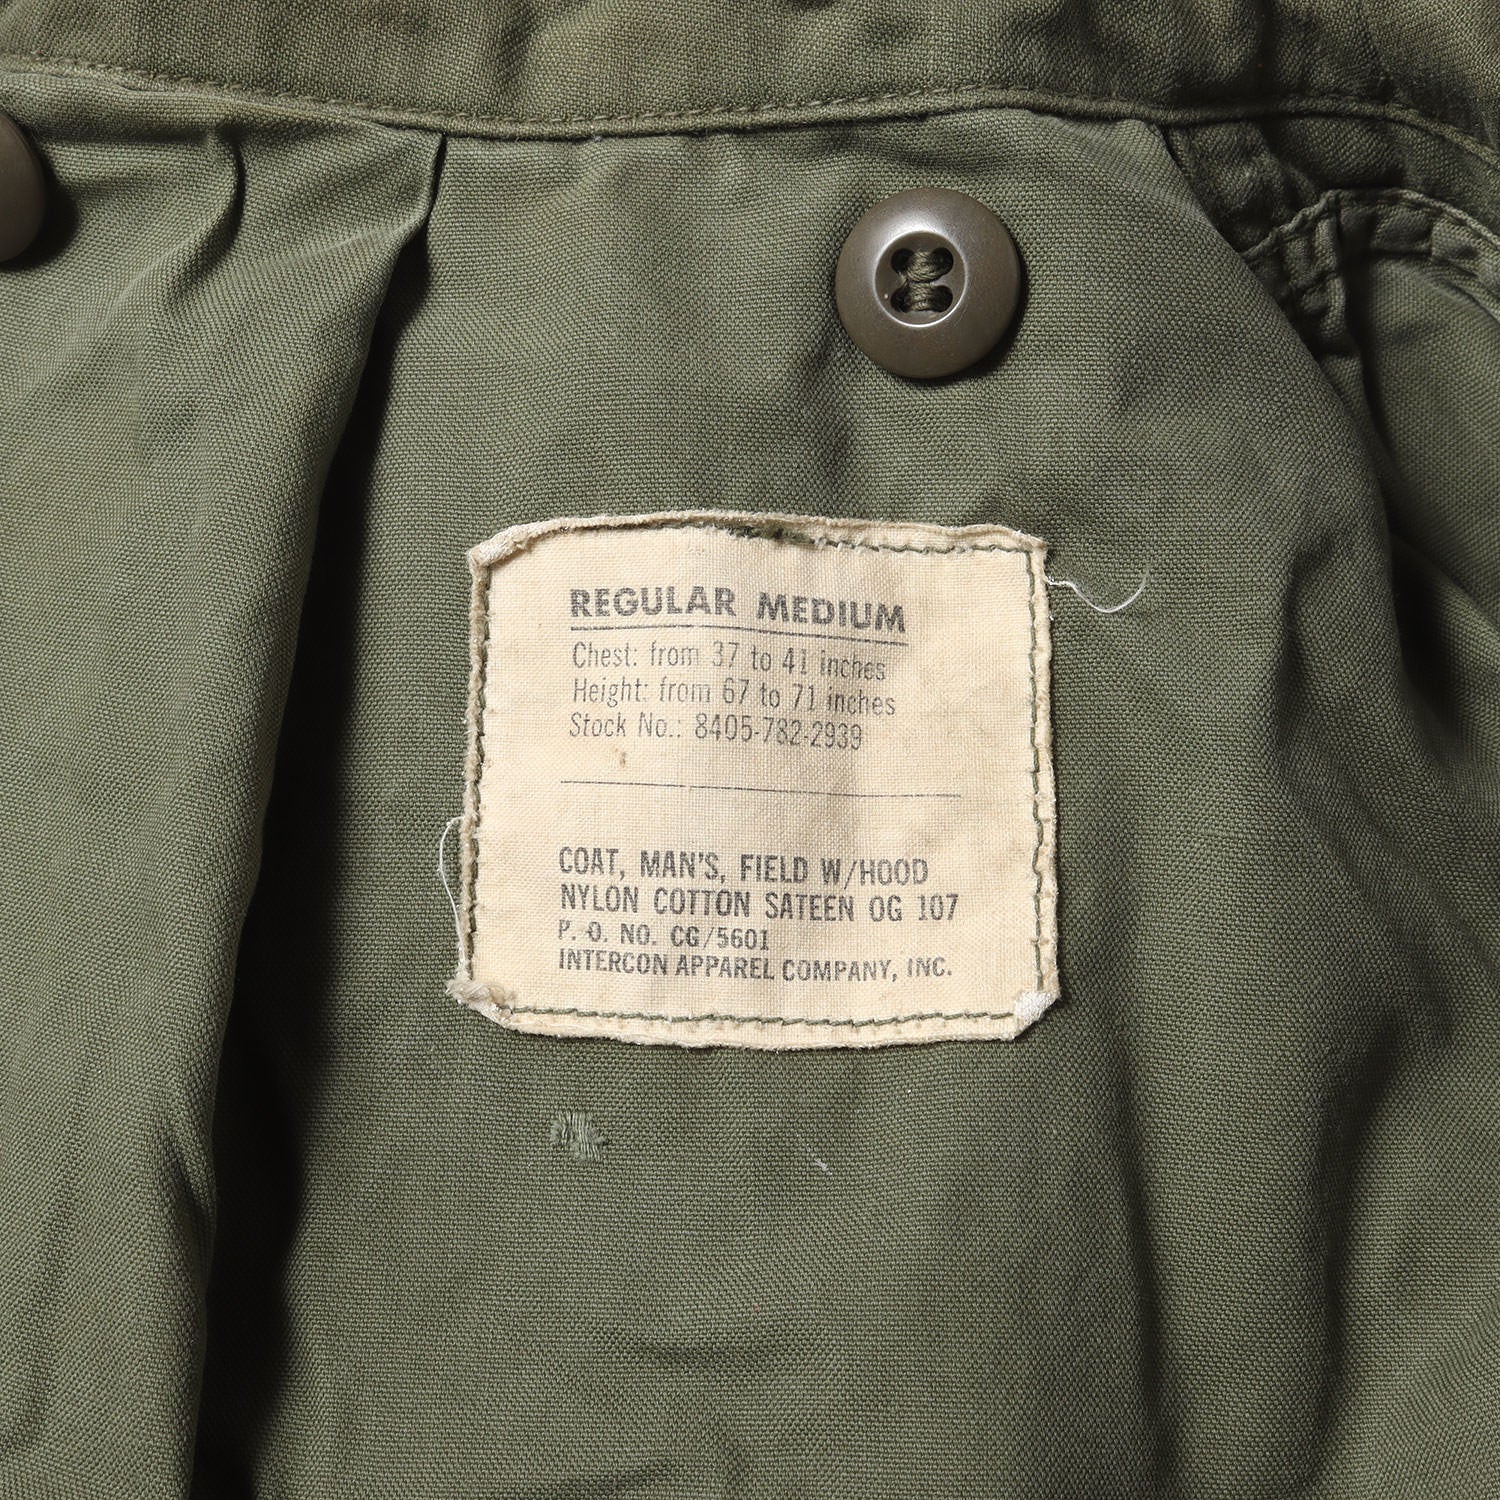 REGULAR MEDIUM
Chest: from 37 to 41 inches
Height: from 67 to 71 inches
Stock No.: 8405-782-2939
COAT, MAN'S, FIELD W/HOOD
NYLON COTTON SATEEN OG 107
P. O. NO. CG/5601
INTERCON APPAREL COMPANY, INC.